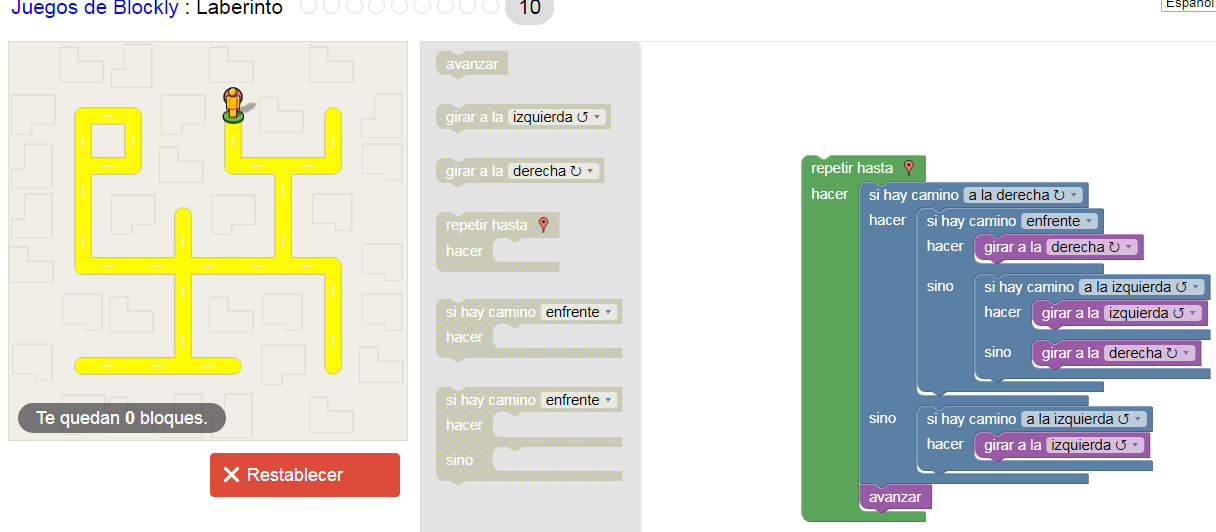 Juegos de Blockly : Laberinto 10
Español
avanzar
girar a la izquierda ↺ ▾
girar a la derecha ↻ ▾
repetir hasta
hacer
si hay camino enfrente ▾
hacer
si hay camino enfrente ▾
hacer
sino
Te quedan 0 bloques.
Restablecer
repetir hasta
hacer
si hay camino a la derecha ↻ ▾
hacer
si hay camino enfrente ▾
hacer
girar a la derecha ↻ ▾
sino
si hay camino a la izquierda ↺ ▾
hacer
girar a la izquierda ↺ ▾
sino
girar a la derecha ↻ ▾
sino
si hay camino a la izquierda ↺ ▾
hacer
girar a la izquierda ↺ ▾
avanzar